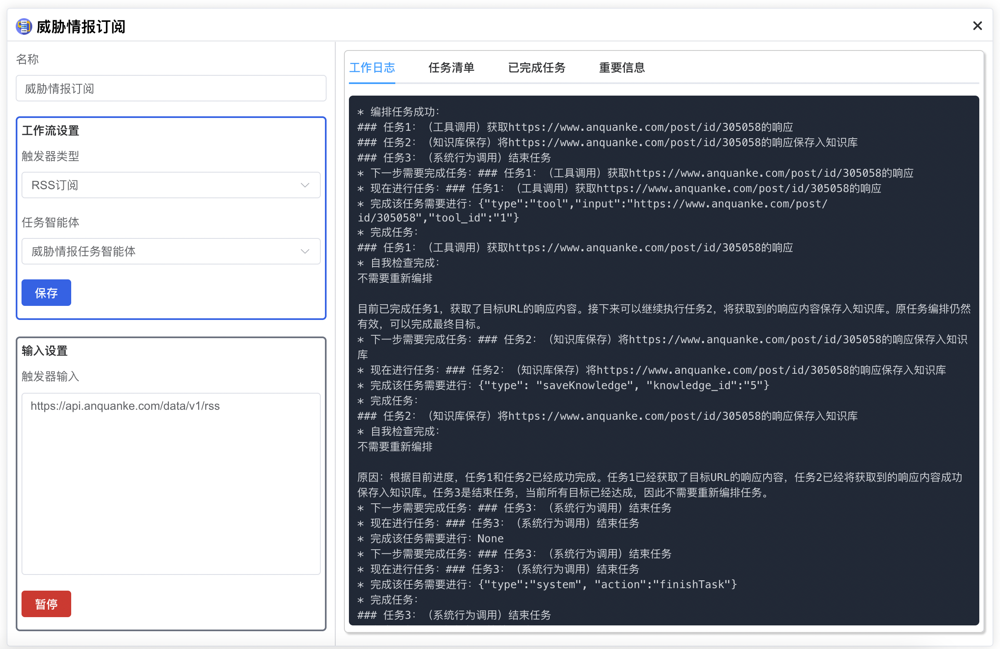 威胁情报订阅
名称
威胁情报订阅
工作流设置
触发器类型
RSS订阅
任务智能体
威胁情报任务智能体
保存
输入设置
触发器输入
https://api.anquanke.com/data/v1/rss
暂停
工作日志 任务清单 已完成任务 重要信息
* 编排任务成功：
### 任务1：（工具调用）获取https://www.anquanke.com/post/id/305058的响应
### 任务2：（知识库保存）将https://www.anquanke.com/post/id/305058的响应保存入知识库
### 任务3：（系统行为调用）结束任务
* 下一步需要完成任务：### 任务1：（工具调用）获取https://www.anquanke.com/post/id/305058的响应
* 现在进行任务：### 任务1：（工具调用）获取https://www.anquanke.com/post/id/305058的响应
* 完成该任务需要进行：{"type":"tool","input":"https://www.anquanke.com/post/
id/305058","tool_id":"1"}
* 完成任务：
### 任务1：（工具调用）获取https://www.anquanke.com/post/id/305058的响应
* 自我检查完成：
不需要重新编排
目前已完成任务1，获取了目标URL的响应内容。接下来可以继续执行任务2，将获取到的响应内容保存入知识库。原任务编排仍然
有效，可以完成最终目标。
* 下一步需要完成任务：### 任务2：（知识库保存）将https://www.anquanke.com/post/id/305058的响应保存入知识
库
* 现在进行任务：### 任务2：（知识库保存）将https://www.anquanke.com/post/id/305058的响应保存入知识库
* 完成该任务需要进行：{"type": "saveKnowledge", "knowledge_id":"5"}
* 完成任务：
### 任务2：（知识库保存）将https://www.anquanke.com/post/id/305058的响应保存入知识库
* 自我检查完成：
不需要重新编排
原因：根据目前进度，任务1和任务2已经成功完成。任务1已经获取了目标URL的响应内容，任务2已经将获取到的响应内容成功
保存入知识库。任务3是结束任务，当前所有目标已经达成，因此不需要重新编排任务。
* 下一步需要完成任务：### 任务3：（系统行为调用）结束任务
* 现在进行任务：### 任务3：（系统行为调用）结束任务
* 完成该任务需要进行：None
* 下一步需要完成任务：### 任务3：（系统行为调用）结束任务
* 现在进行任务：### 任务3：（系统行为调用）结束任务
* 完成该任务需要进行：{"type":"system", "action":"finishTask"}
* 完成任务：
### 任务3：（系统行为调用）结束任务